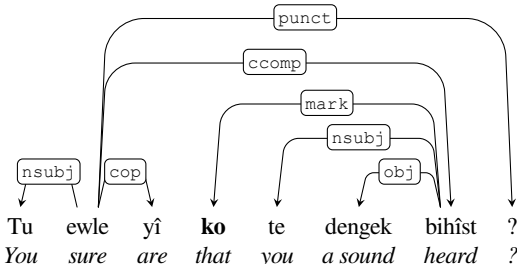 punct
ccomp
mark
nsubj
nsubj cop obj
Tu ewle yî ko te dengek bihîst ?
You sure are that you a sound heard ?